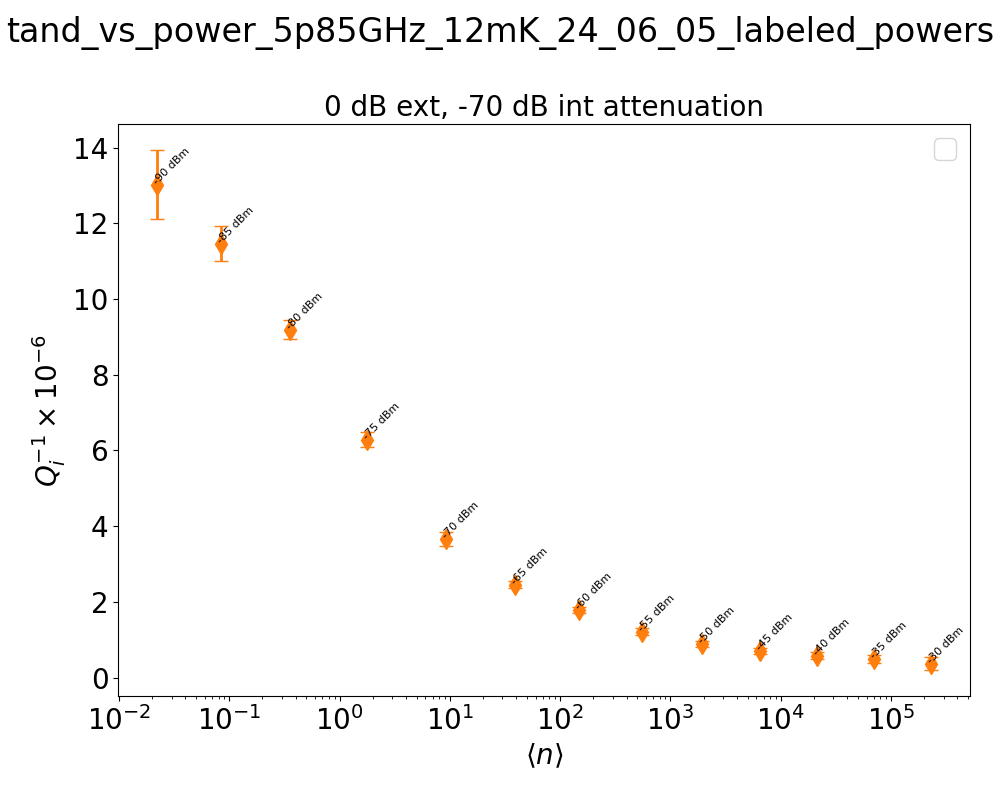 tand_vs_power_5p85GHz_12mK_24_06_05_labeled_powers
0 dB ext, -70 dB int attenuation
14
12
10
8
6
4
2
0
Q_i^{-1} × 10^{-6}
-90 dBm
-85 dBm
-80 dBm
-75 dBm
-70 dBm
-65 dBm
-60 dBm
-55 dBm
-50 dBm
-45 dBm
-40 dBm
-35 dBm
-30 dBm
10^{-2} 10^{-1} 10^{0} 10^{1} 10^{2} 10^{3} 10^{4} 10^{5}
⟨n⟩